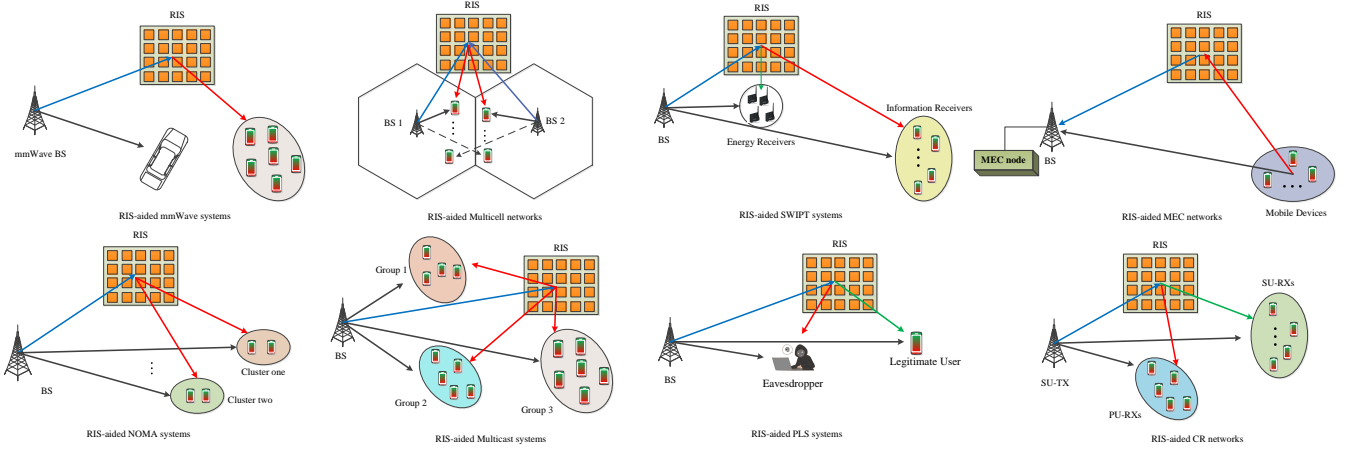 RIS
mmWave BS
RIS-aided mmWave systems
RIS
BS 1
BS 2
RIS-aided Multicell networks
RIS
BS
Energy Receivers
Information Receivers
RIS-aided SWIPT systems
RIS
BS
MEC node
Mobile Devices
RIS-aided MEC networks
RIS
BS
Cluster one
Cluster two
RIS-aided NOMA systems
RIS
BS
Group 1
Group 2
Group 3
RIS-aided Multicast systems
RIS
BS
Eavesdropper
Legitimate User
RIS-aided PLS systems
RIS
SU-TX
SU-RXs
PU-RXs
RIS-aided CR networks